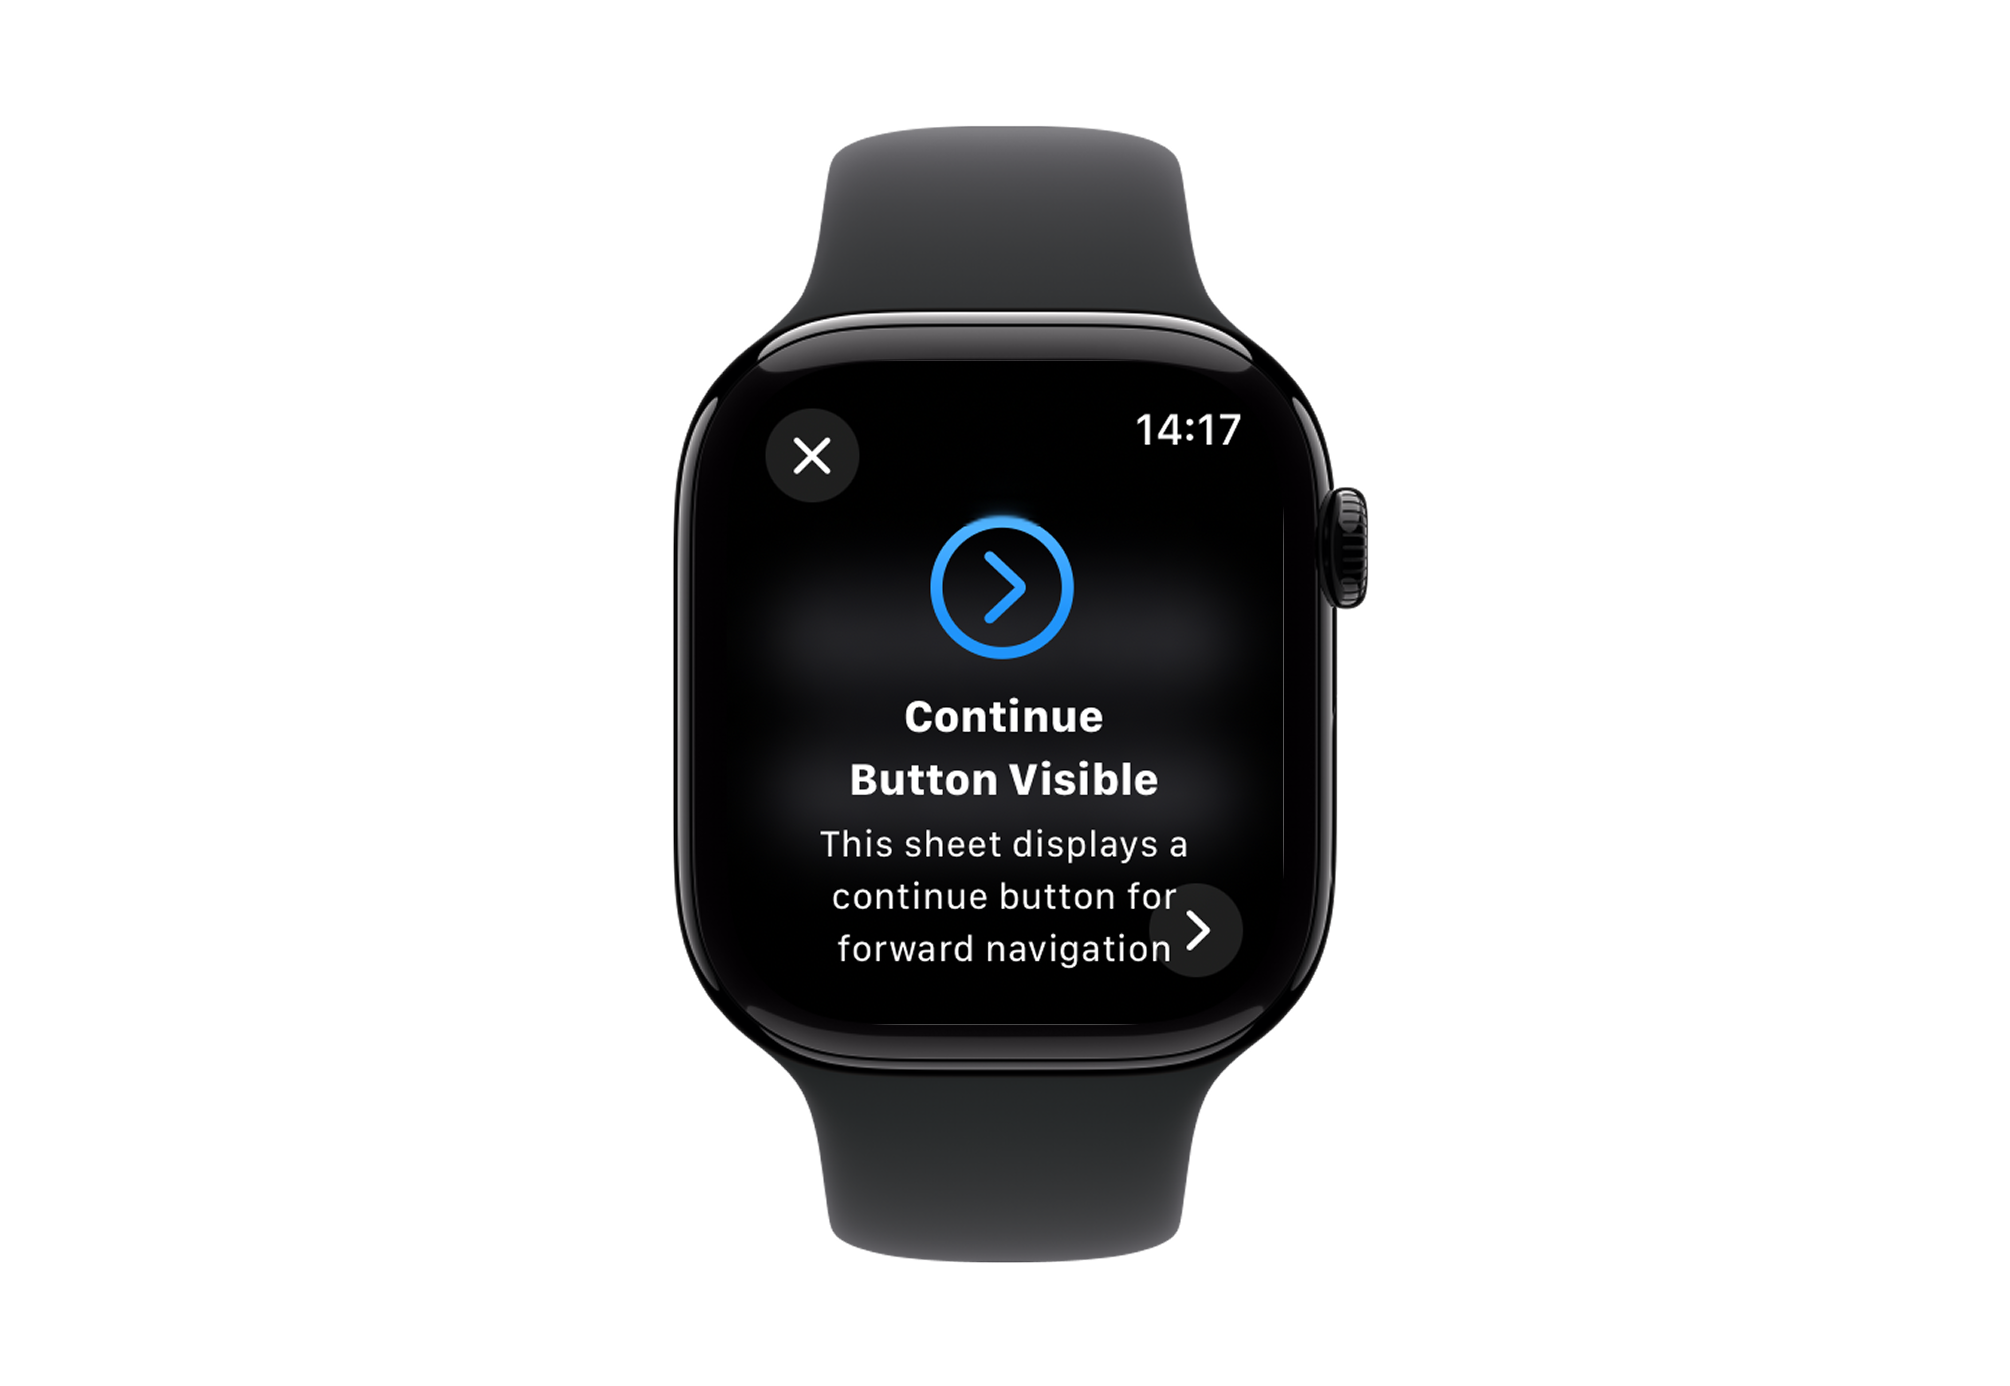 14:17
Continue
Button Visible
This sheet displays a
continue button for
forward navigation